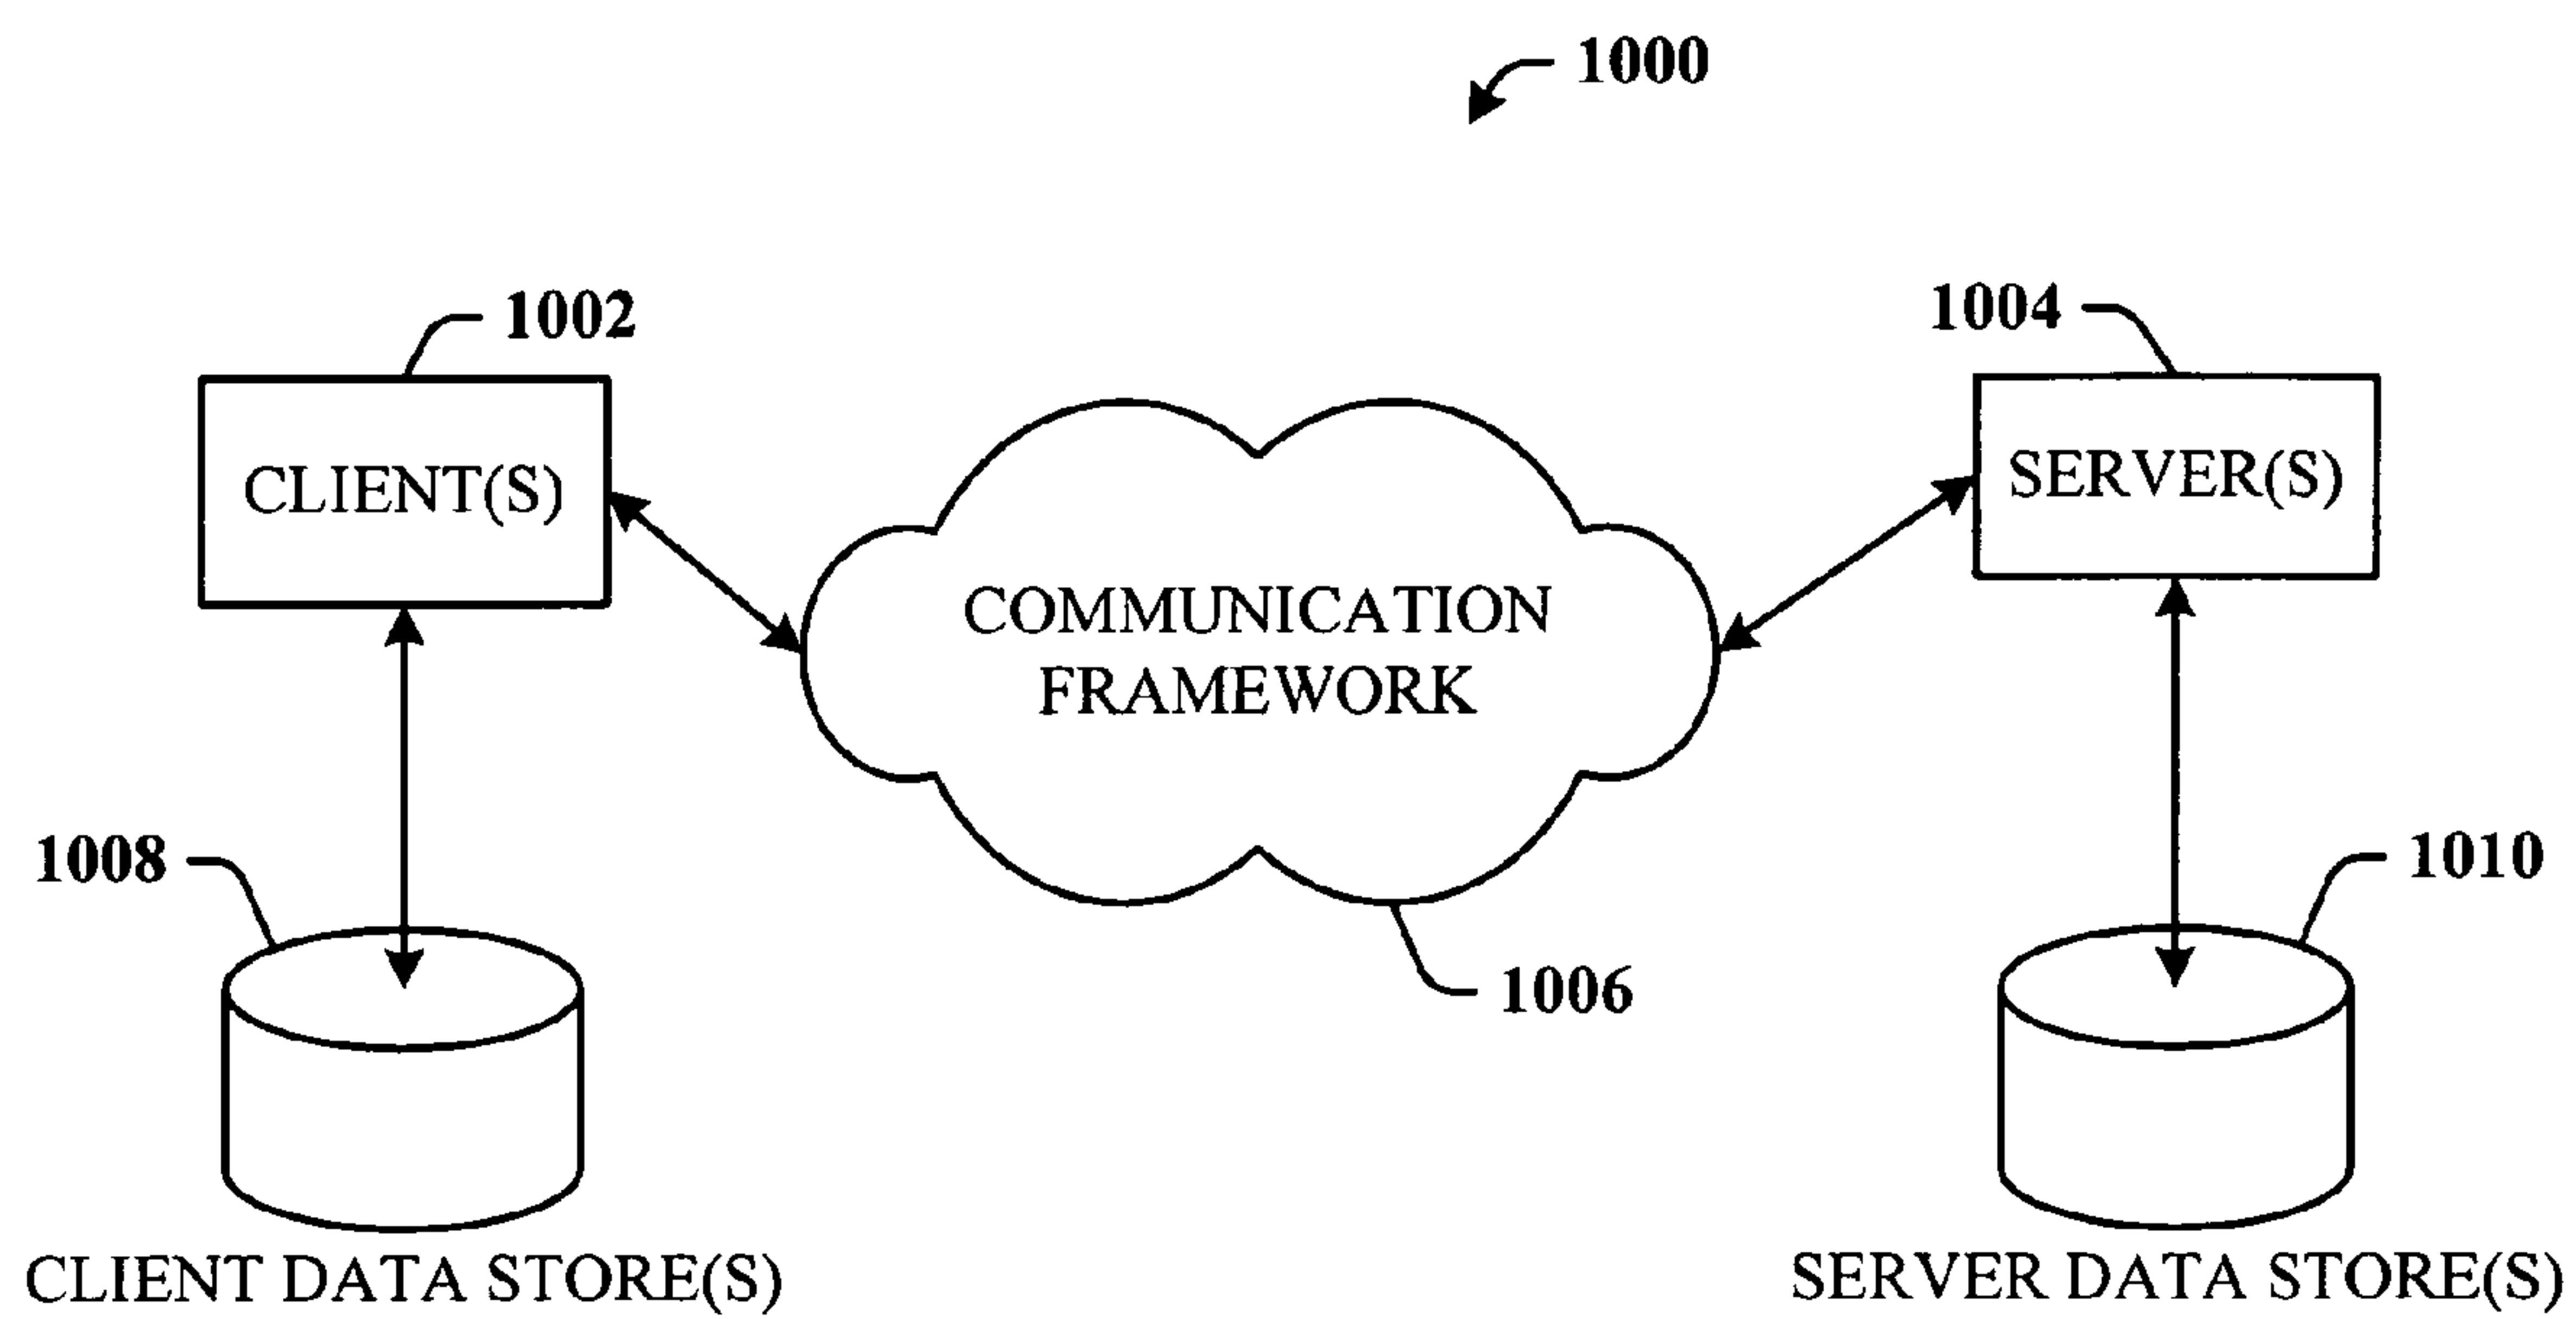 1000
1002
1004
CLIENT(S)
SERVER(S)
COMMUNICATION
FRAMEWORK
1008
1010
1006
CLIENT DATA STORE(S)
SERVER DATA STORE(S)